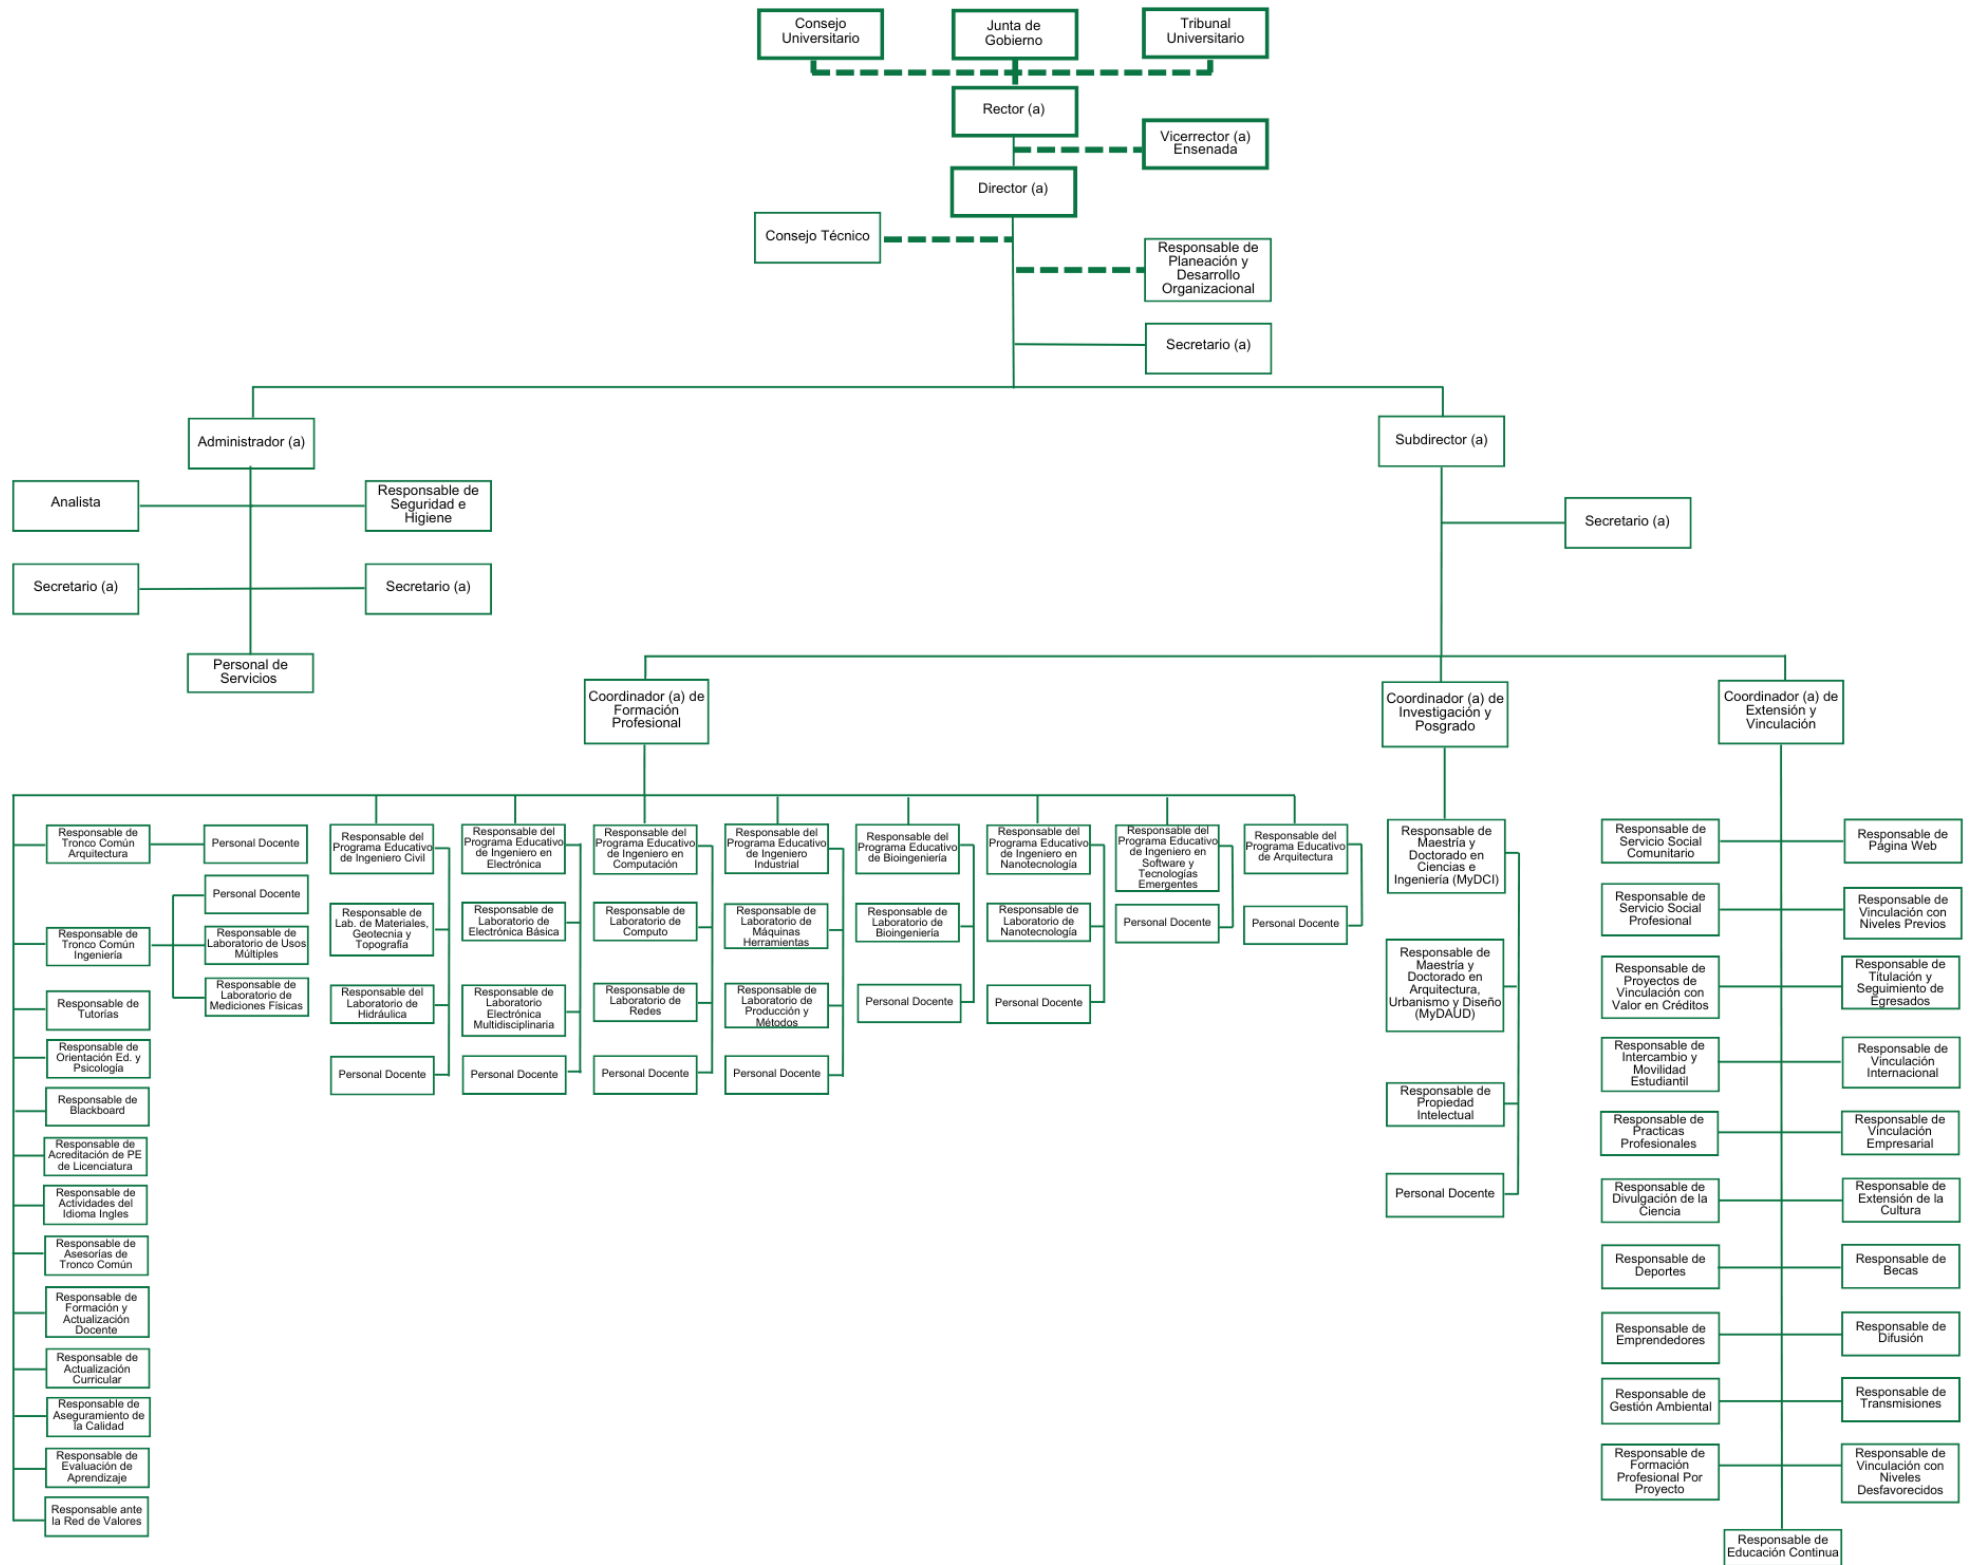 Consejo
Universitario
Junta de
Gobierno
Tribunal
Universitario
Rector (a)
Vicerrector (a)
Ensenada
Director (a)
Consejo Técnico
Responsable de
Planeación y
Desarrollo
Organizacional
Secretario (a)
Administrador (a)
Subdirector (a)
Analista
Responsable de
Seguridad e
Higiene
Secretario (a)
Secretario (a)
Secretario (a)
Personal de
Servicios
Coordinador (a) de
Formación
Profesional
Coordinador (a) de
Investigación y
Posgrado
Coordinador (a) de
Extensión y
Vinculación
Responsable de
Tronco Común
Arquitectura
Personal Docente
Personal Docente
Responsable de
Tronco Común
Ingeniería
Responsable de
Laboratorio de Usos
Múltiples
Responsable de
Laboratorio de
Mediciones Físicas
Responsable de
Tutorías
Responsable de
Orientación Ed. y
Psicología
Responsable de
Blackboard
Responsable de
Acreditación de PE
de Licenciatura
Responsable de
Actividades del
Idioma Ingles
Responsable de
Asesorías de
Tronco Común
Responsable de
Formación y
Actualización
Docente
Responsable de
Actualización
Curricular
Responsable de
Aseguramiento de
la Calidad
Responsable de
Evaluación de
Aprendizaje
Responsable ante
la Red de Valores
Responsable del
Programa Educativo
de Ingeniero Civil
Responsable de
Lab. de Materiales,
Geotecnia y
Topografía
Responsable del
Laboratorio de
Hidráulica
Personal Docente
Responsable del
Programa Educativo
de Ingeniero en
Electrónica
Responsable de
Laboratorio de
Electrónica Básica
Responsable de
Laboratorio
Electrónica
Multidisciplinaria
Personal Docente
Responsable del
Programa Educativo
de Ingeniero en
Computación
Responsable de
Laboratorio de
Computo
Responsable de
Laboratorio de
Redes
Personal Docente
Responsable del
Programa Educativo
de Ingeniero
Industrial
Responsable de
Laboratorio de
Máquinas
Herramientas
Responsable de
Laboratorio de
Producción y
Métodos
Personal Docente
Responsable del
Programa Educativo
de Bioingeniería
Responsable de
Laboratorio de
Bioingeniería
Personal Docente
Responsable del
Programa Educativo
de Ingeniero en
Nanotecnología
Responsable de
Laboratorio de
Nanotecnología
Personal Docente
Responsable del
Programa Educativo
de Ingeniero en
Software y
Tecnologías
Emergentes
Personal Docente
Responsable del
Programa Educativo
de Arquitectura
Personal Docente
Responsable de
Maestría y
Doctorado en
Ciencias e
Ingeniería (MyDCI)
Responsable de
Maestría y
Doctorado en
Arquitectura,
Urbanismo y Diseño
(MyDAUD)
Responsable de
Propiedad
Intelectual
Personal Docente
Responsable de
Servicio Social
Comunitario
Responsable de
Página Web
Responsable de
Servicio Social
Profesional
Responsable de
Vinculación con
Niveles Previos
Responsable de
Proyectos de
Vinculación con
Valor en Créditos
Responsable de
Titulación y
Seguimiento de
Egresados
Responsable de
Intercambio y
Movilidad
Estudiantil
Responsable de
Vinculación
Internacional
Responsable de
Practicas
Profesionales
Responsable de
Vinculación
Empresarial
Responsable de
Divulgación de la
Ciencia
Responsable de
Extensión de la
Cultura
Responsable de
Deportes
Responsable de
Becas
Responsable de
Emprendedores
Responsable de
Difusión
Responsable de
Gestión Ambiental
Responsable de
Transmisiones
Responsable de
Formación
Profesional Por
Proyecto
Responsable de
Vinculación con
Niveles
Desfavorecidos
Responsable de
Educación Continua